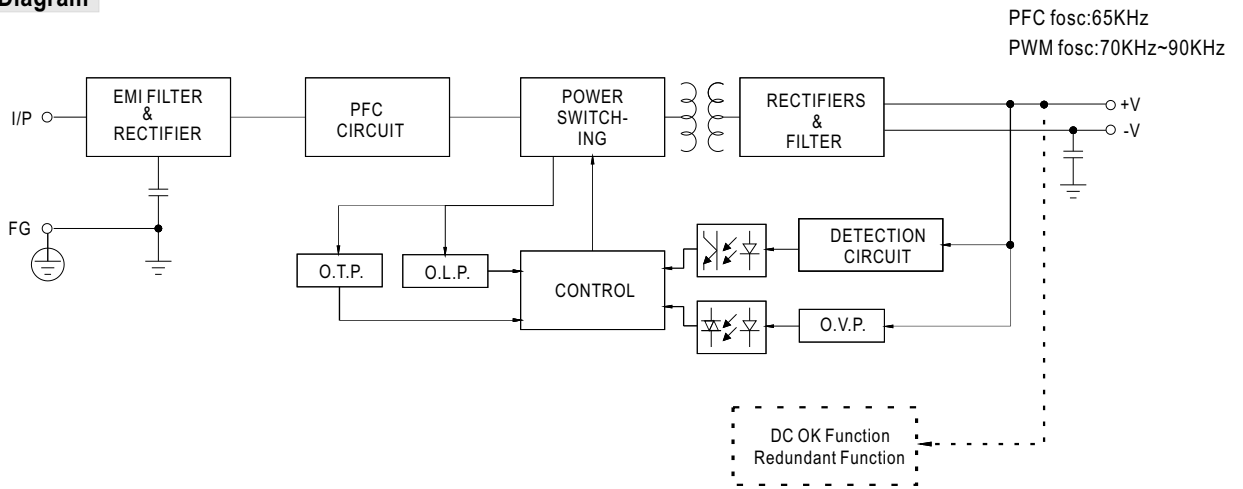 Diagram
PFC fosc:65KHz
PWM fosc:70KHz~90KHz
I/P
EMI FILTER
&
RECTIFIER
PFC
CIRCUIT
POWER
SWITCH-
ING
RECTIFIERS
&
FILTER
+V
-V
FG
O.T.P.
O.L.P.
CONTROL
DETECTION
CIRCUIT
O.V.P.
DC OK Function
Redundant Function